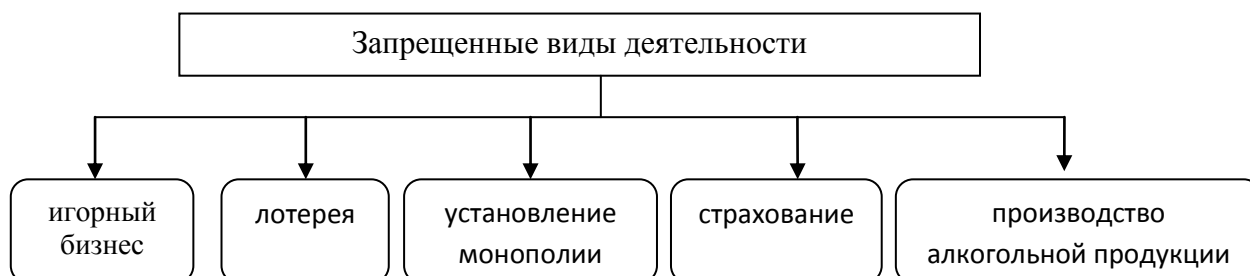 Запрещенные виды деятельности
игорный
бизнес
лотерея
установление
монополии
страхование
производство
алкогольной продукции